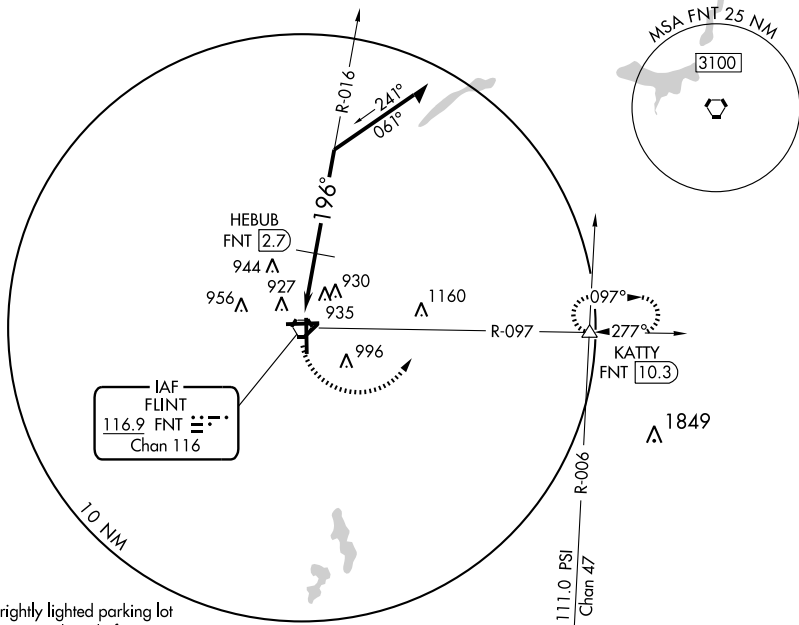 MSA FNT 25 NM
3100
R-016
241°
061°
196°
HEBUB
FNT 2.7
944
927
930
956
935
1160
097°
R-097
277°
KATTY
FNT 10.3
996
IAF
FLINT
116.9 FNT
Chan 116
1849
R-006
10 NM
111.0 PSI
Chan 47
rightly lighted parking lot